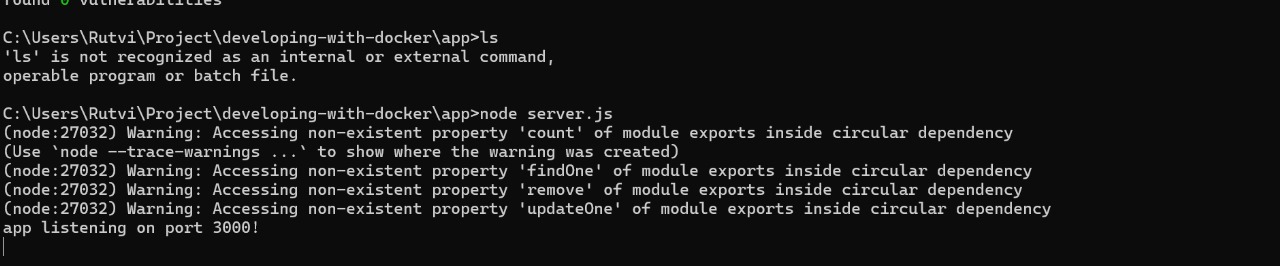 found 0 vulnerabilities
C:\Users\Rutvi\Project\developing-with-docker\app>ls
'ls' is not recognized as an internal or external command,
operable program or batch file.
C:\Users\Rutvi\Project\developing-with-docker\app>node server.js
(node:27032) Warning: Accessing non-existent property 'count' of module exports inside circular dependency
(Use `node --trace-warnings ...` to show where the warning was created)
(node:27032) Warning: Accessing non-existent property 'findOne' of module exports inside circular dependency
(node:27032) Warning: Accessing non-existent property 'remove' of module exports inside circular dependency
(node:27032) Warning: Accessing non-existent property 'updateOne' of module exports inside circular dependency
app listening on port 3000!